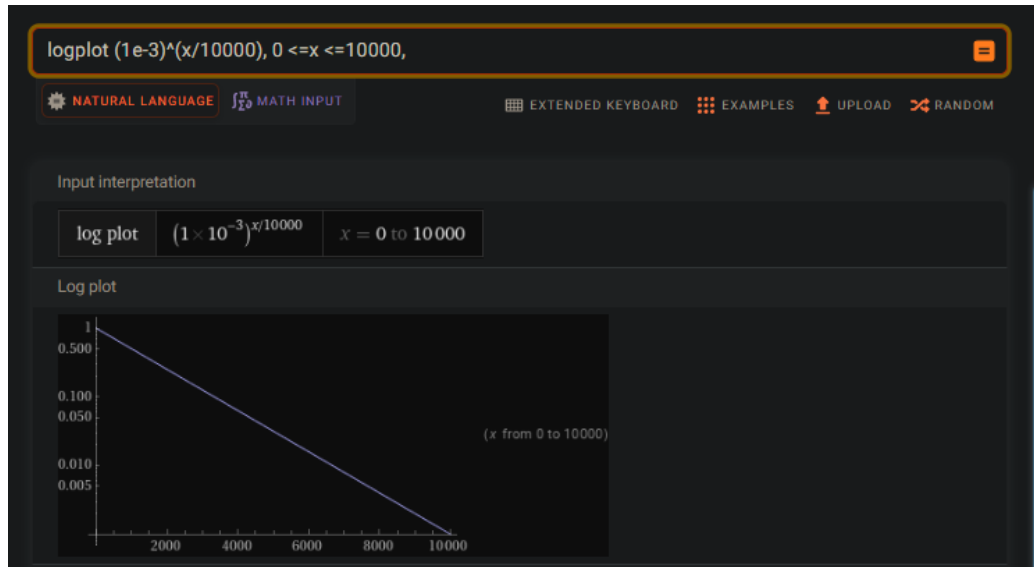 logplot (1e-3)^(x/10000), 0 <=x <=10000,
NATURAL LANGUAGE ∫Σ∂π MATH INPUT EXTENDED KEYBOARD EXAMPLES UPLOAD RANDOM
Input interpretation
log plot (1×10^-3)^x/10000 x = 0 to 10000
Log plot
1
0.500
0.100
0.050
(x from 0 to 10000)
0.010
0.005
2000 4000 6000 8000 10000